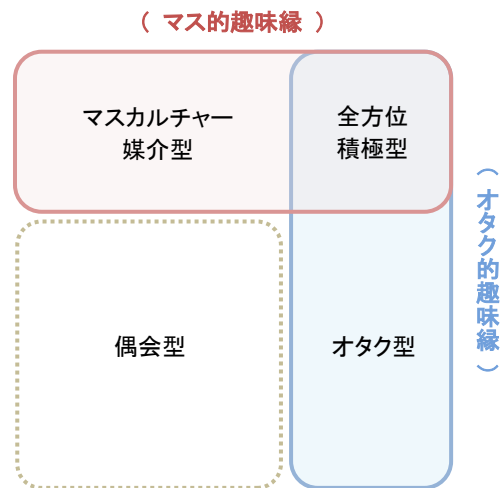 （ マス的趣味縁 ）
マスカルチャー
媒介型
全方位
積極型
（オタク的趣味縁）
偶会型
オタク型